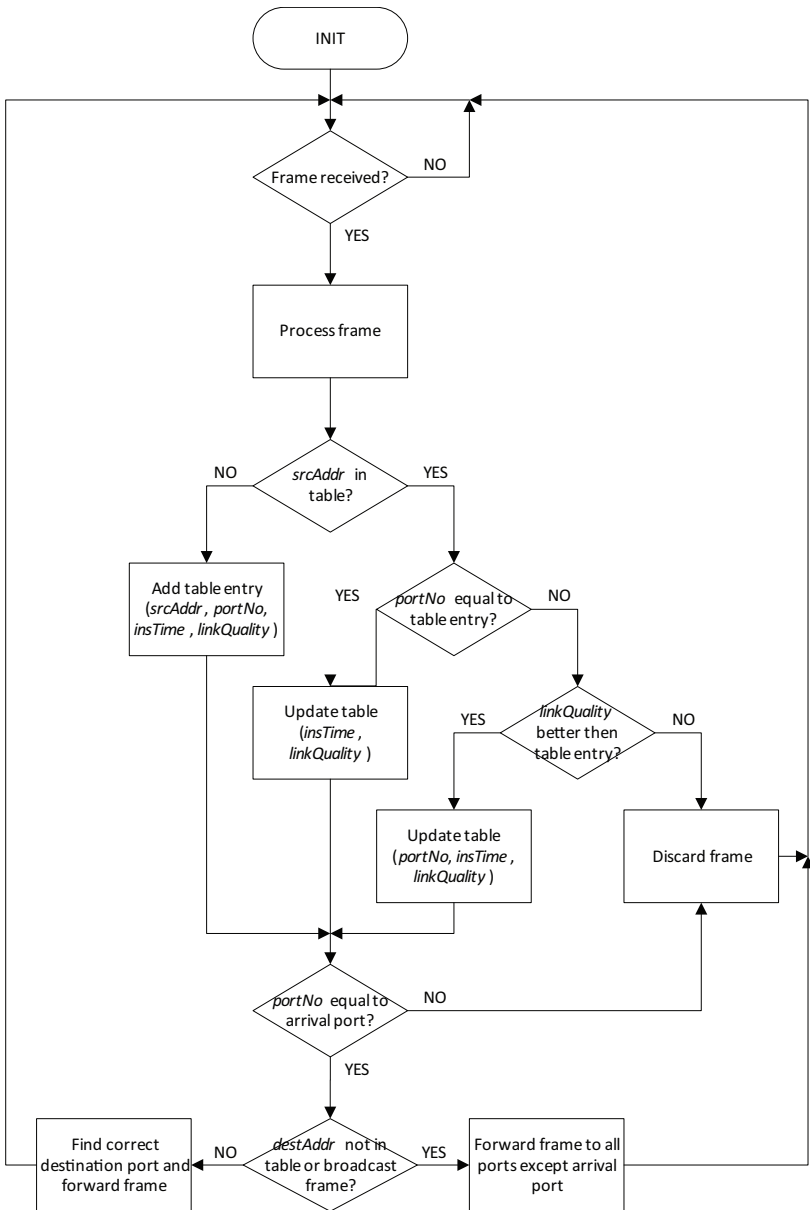 INIT
Frame received?
NO
YES
Process frame
NO
srcAddr in
table?
YES
Add table entry
(srcAddr, portNo,
insTime, linkQuality)
YES
portNo equal to
table entry?
NO
Update table
(insTime,
linkQuality)
YES
linkQuality
better then
table entry?
NO
Update table
(portNo, insTime,
linkQuality)
Discard frame
portNo equal to
arrival port?
NO
YES
Find correct
destination port and
forward frame
NO
destAddr not in
table or broadcast
frame?
YES
Forward frame to all
ports except arrival
port